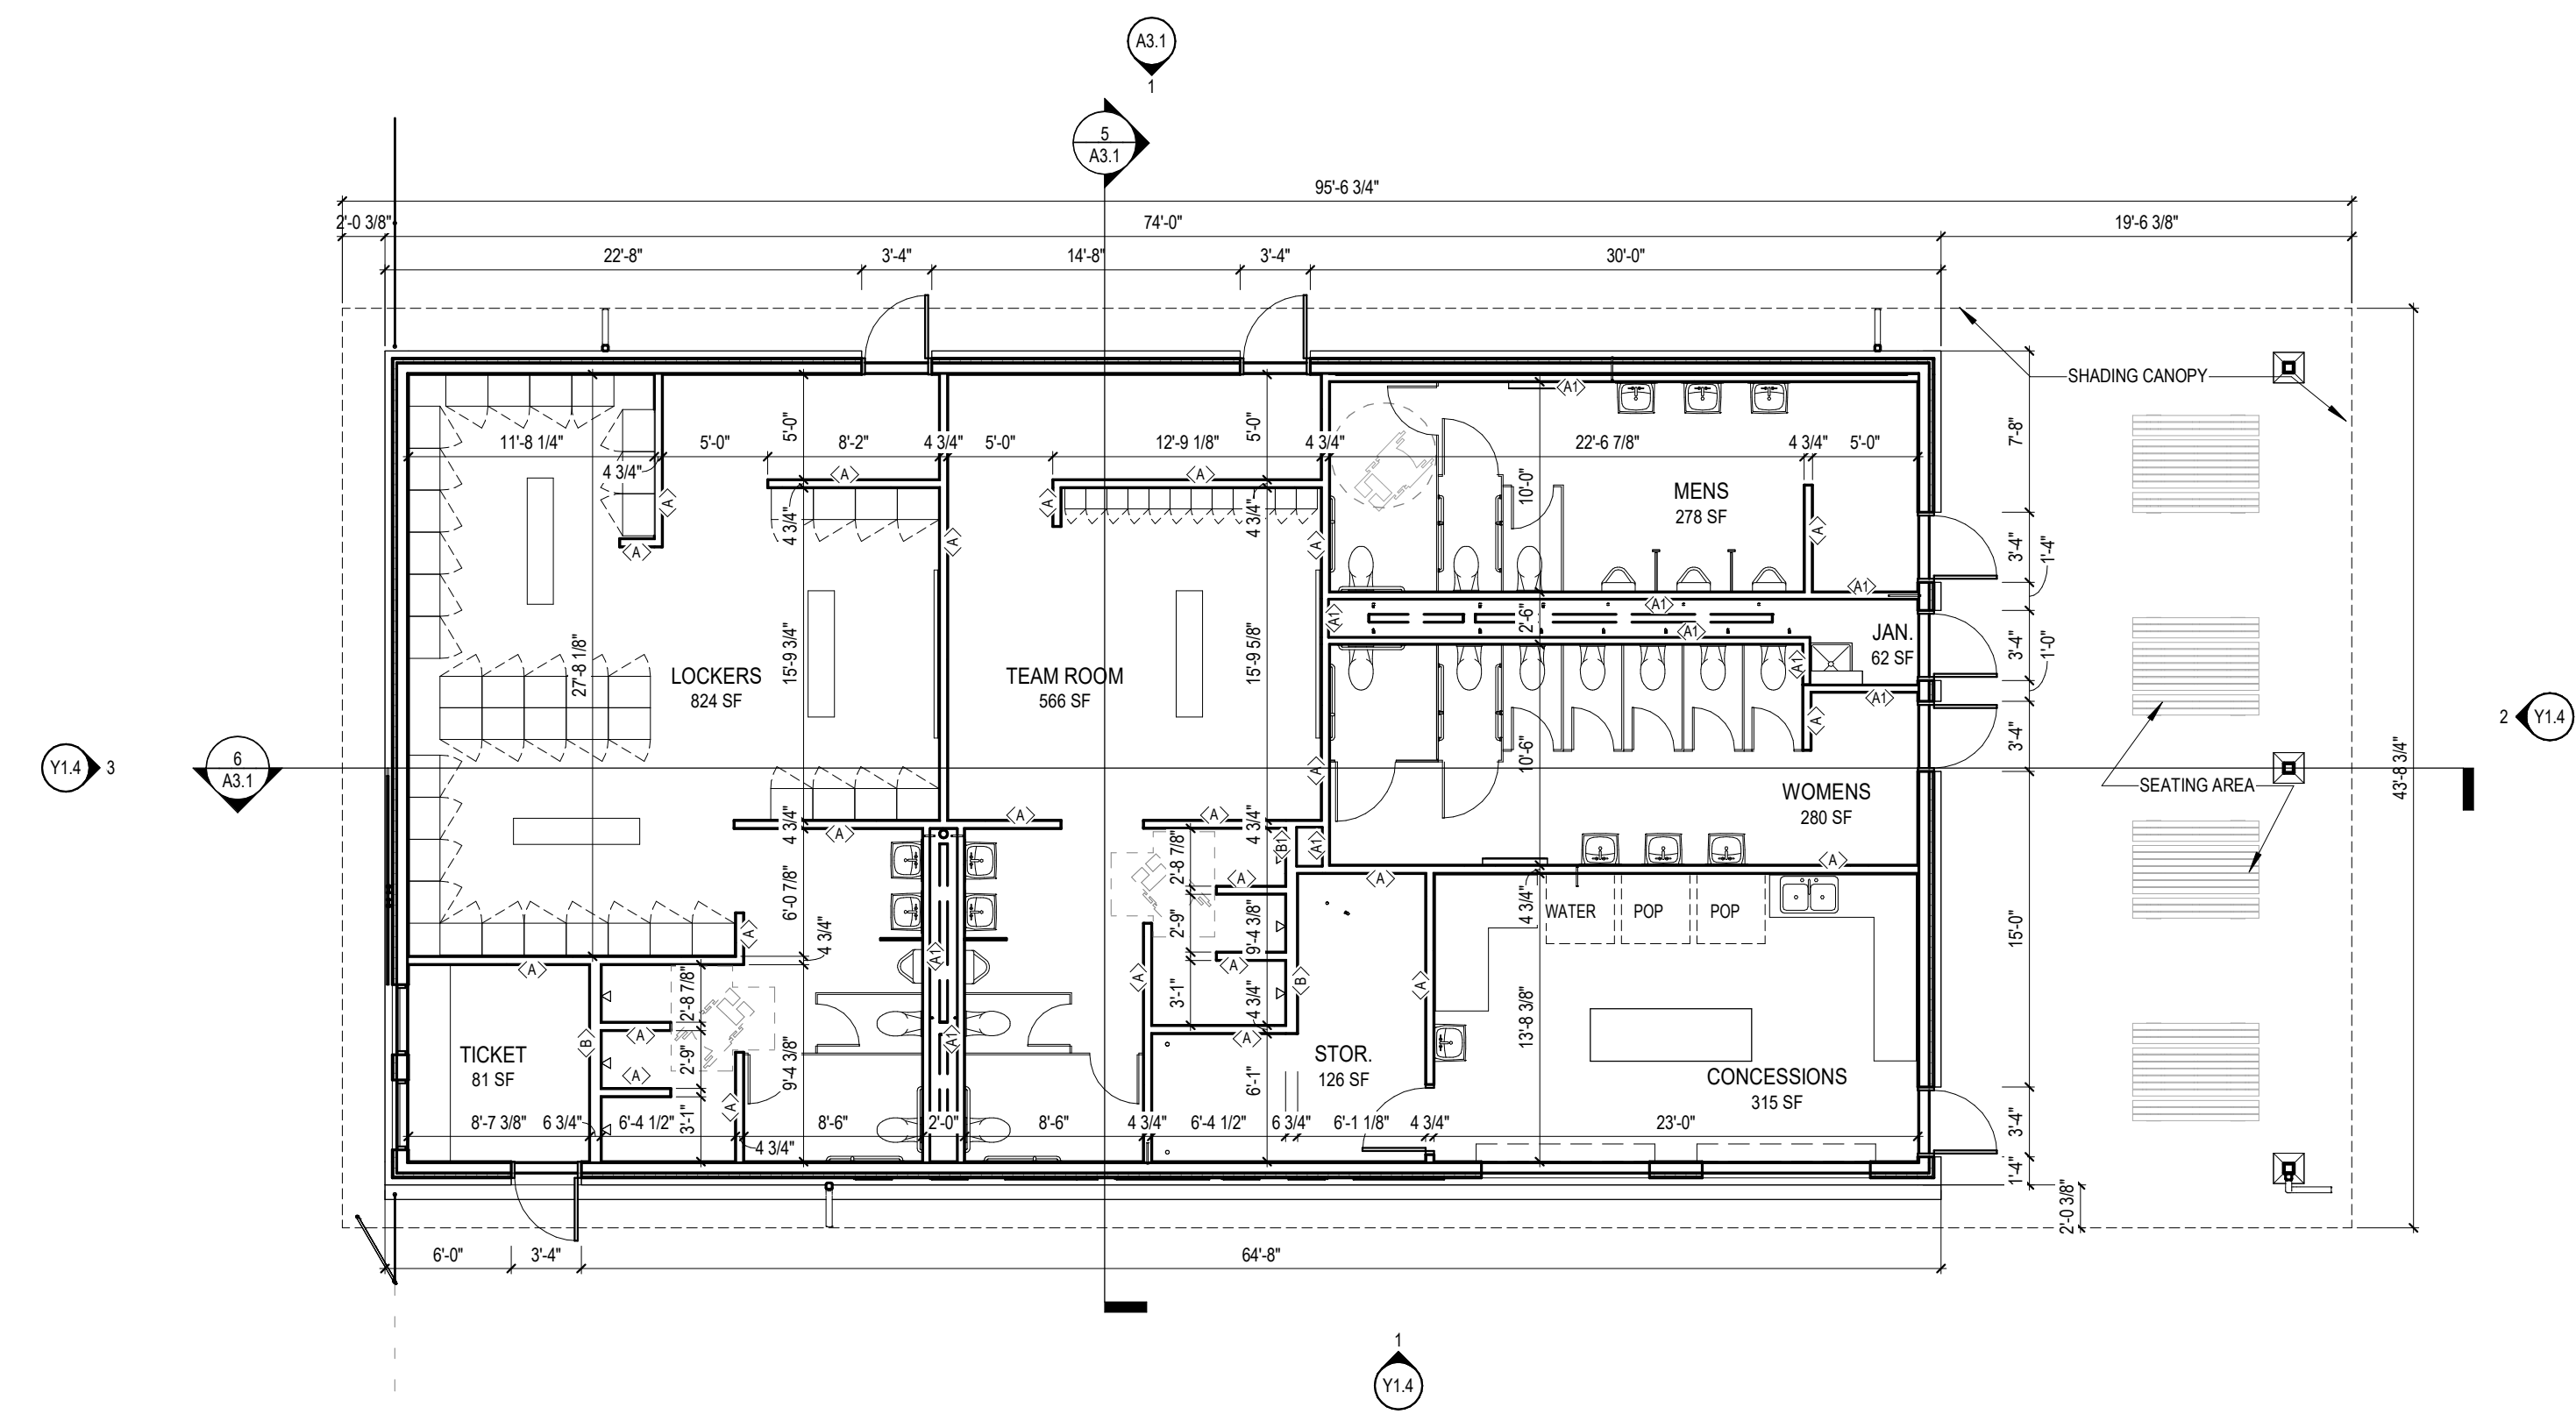 A3.1
1
5
A3.1
95'-6 3/4"
2'-0 3/8"
74'-0"
19'-6 3/8"
22'-8"
3'-4"
14'-8"
3'-4"
30'-0"
SHADING CANOPY
A1
5'-0"
5'-0"
7'-8"
11'-8 1/4"
5'-0"
8'-2"
4 3/4"
5'-0"
12'-9 1/8"
4 3/4"
22'-6 7/8"
4 3/4"
5'-0"
4 3/4"
A
A
A
A
10'-0"
MENS
278 SF
4 3/4"
4 3/4"
A
A
A
A
3'-4"
1'-4"
A1
A1
A1
A1
2'-6"
JAN.
62 SF
3'-4"
1'-0"
27'-8 1/8"
LOCKERS
824 SF
15'-9 3/4"
TEAM ROOM
566 SF
15'-9 5/8"
A1
A1
A
3'-4"
Y1.4
2
Y1.4
3
6
A3.1
A
10'-6"
43'-8 3/4"
SEATING AREA
WOMENS
280 SF
4 3/4"
A
A
A
4 3/4"
2'-8 7/8"
B1
A1
A
A
A
6'-0 7/8"
4 3/4"
A
2'-9"
9'-4 3/8"
4 3/4"
WATER
POP
POP
15'-0"
A
A1
A
A
B
A
2'-8 7/8"
3'-1"
4 3/4"
13'-8 3/8"
A
B
TICKET
81 SF
2'-9"
9'-4 3/8"
A1
A
STOR.
126 SF
6'-1"
CONCESSIONS
315 SF
A
A
3'-1"
8'-7 3/8"
6 3/4"
6'-4 1/2"
4 3/4"
8'-6"
2'-0"
8'-6"
4 3/4"
6'-4 1/2"
6 3/4"
6'-1 1/8"
4 3/4"
23'-0"
3'-4"
1'-4"
2'-0 3/8"
6'-0"
3'-4"
64'-8"
1
Y1.4